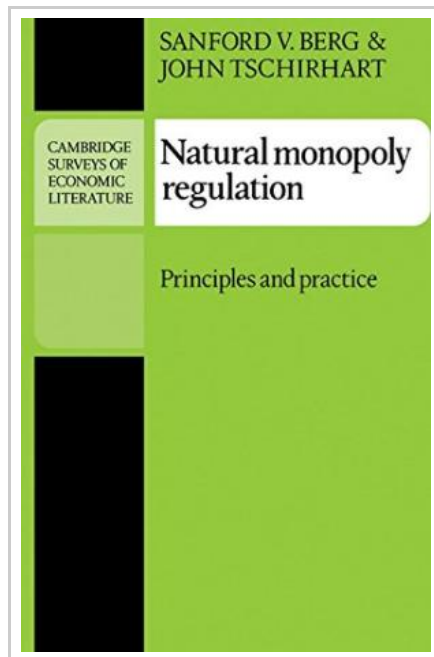 SANFORD V. BERG &
JOHN TSCHIRHART
CAMBRIDGE
SURVEYS OF
ECONOMIC
LITERATURE
Natural monopoly
regulation
Principles and practice